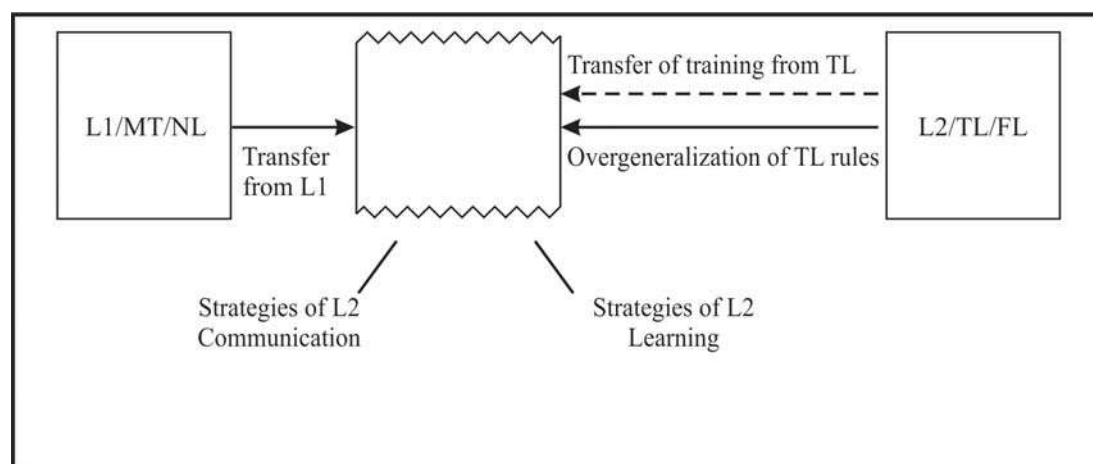 L1/MT/NL
Transfer
from L1
Transfer of training from TL
Overgeneralization of TL rules
L2/TL/FL
Strategies of L2
Communication
Strategies of L2
Learning